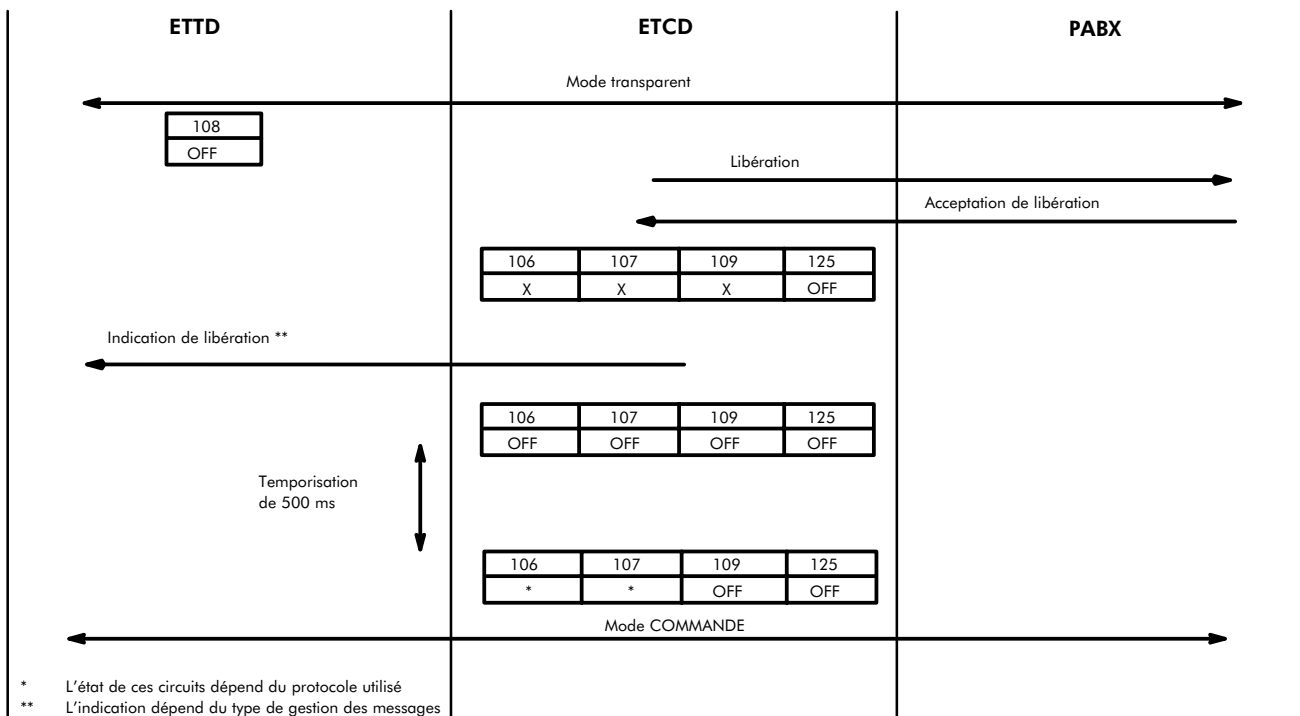 ETTD ETCD PABX
Mode transparent
108
OFF
Libération
Acceptation de libération
106 107 109 125
X X X OFF
Indication de libération **
106 107 109 125
OFF OFF OFF OFF
Temporisation
de 500 ms
106 107 109 125
* * OFF OFF
Mode COMMANDE
* L'état de ces circuits dépend du protocole utilisé
** L'indication dépend du type de gestion des messages